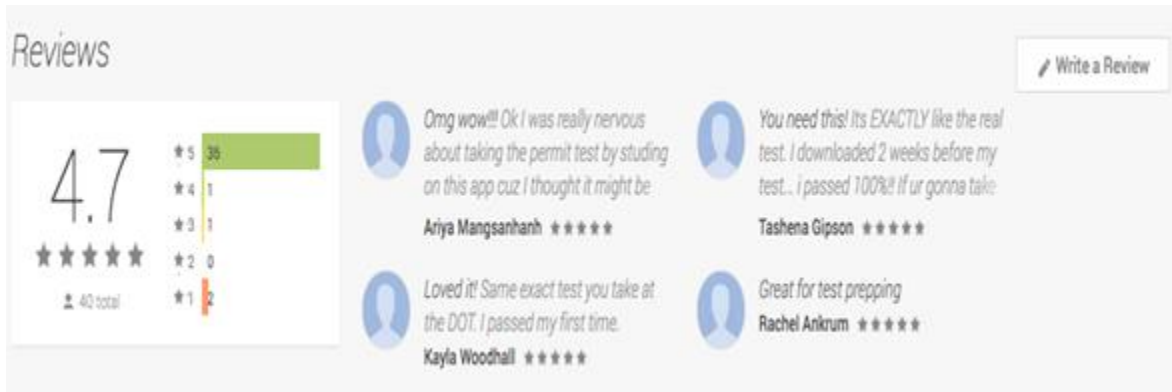 Reviews
Write a Review
4.7
40 total
5 36
4 1
3 1
2 0
1 2
Omg wow!!! Ok I was really nervous
about taking the permit test by studing
on this app cuz I thought it might be
Ariya Mangsanhanh
You need this! Its EXACTLY like the real
test. I downloaded 2 weeks before my
test... i passed 100%!! If ur gonna take
Tashena Gipson
Loved it! Same exact test you take at
the DOT. I passed my first time.
Kayla Woodhall
Great for test prepping
Rachel Ankrum